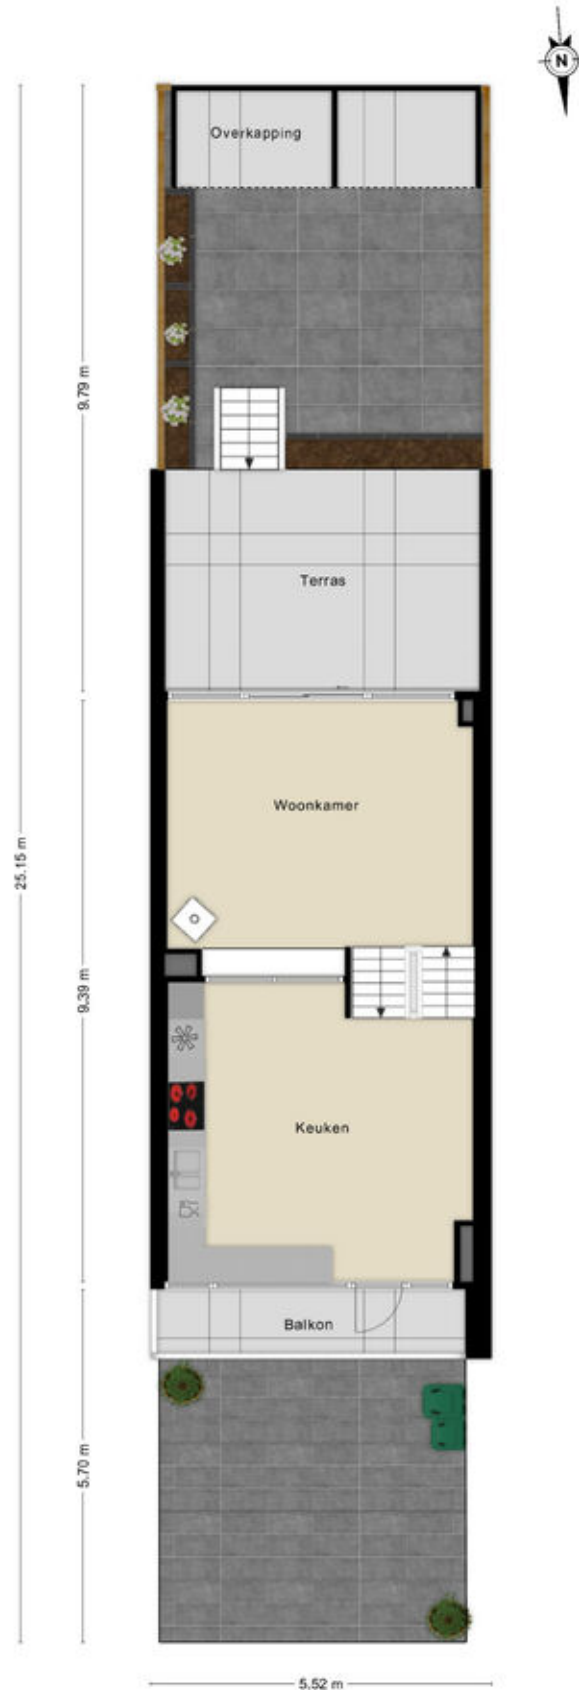 N
Overkapping
9.79 m
Terras
Woonkamer
25.15 m
9.39 m
Keuken
Balkon
5.70 m
5.52 m